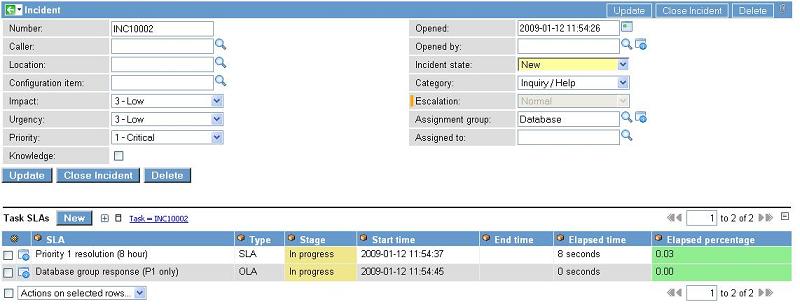 Incident Update Close Incident Delete
Number: INC10002 Opened: 2009-01-12 11:54:26
Caller: Opened by:
Location: Incident state: New
Configuration item: Category: Inquiry / Help
Impact: 3 - Low Escalation: Normal
Urgency: 3 - Low Assignment group: Database
Priority: 1 - Critical Assigned to:
Knowledge:
Update Close Incident Delete
Task SLAs New Task = INC10002 1 to 2 of 2
SLA Type Stage Start time End time Elapsed time Elapsed percentage
Priority 1 resolution (8 hour) SLA In progress 2009-01-12 11:54:37 8 seconds 0.03
Database group response (P1 only) OLA In progress 2009-01-12 11:54:45 0 seconds 0.00
Actions on selected rows... 1 to 2 of 2